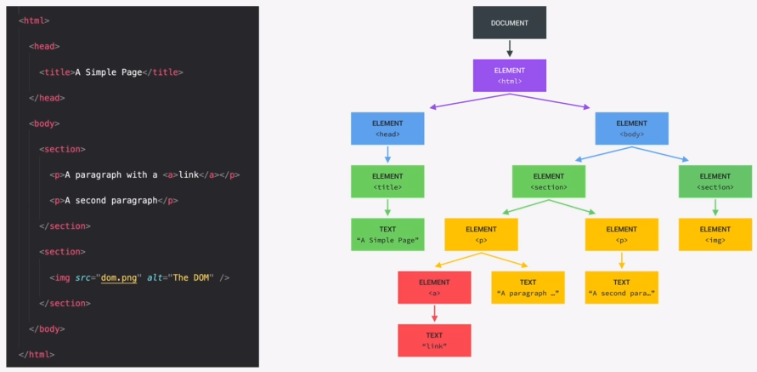 <html>
<head>
<title>A Simple Page</title>
</head>
<body>
<section>
<p>A paragraph with a <a>link</a></p>
<p>A second paragraph</p>
</section>
<section>
<img src="dom.png" alt="The DOM" />
</section>
</body>
</html>
DOCUMENT
ELEMENT
<html>
ELEMENT
<head>
ELEMENT
<body>
ELEMENT
<title>
ELEMENT
<section>
ELEMENT
<section>
TEXT
"A Simple Page"
ELEMENT
<p>
ELEMENT
<p>
ELEMENT
<img>
ELEMENT
<a>
TEXT
"A paragraph …"
TEXT
"A second para…"
TEXT
"link"